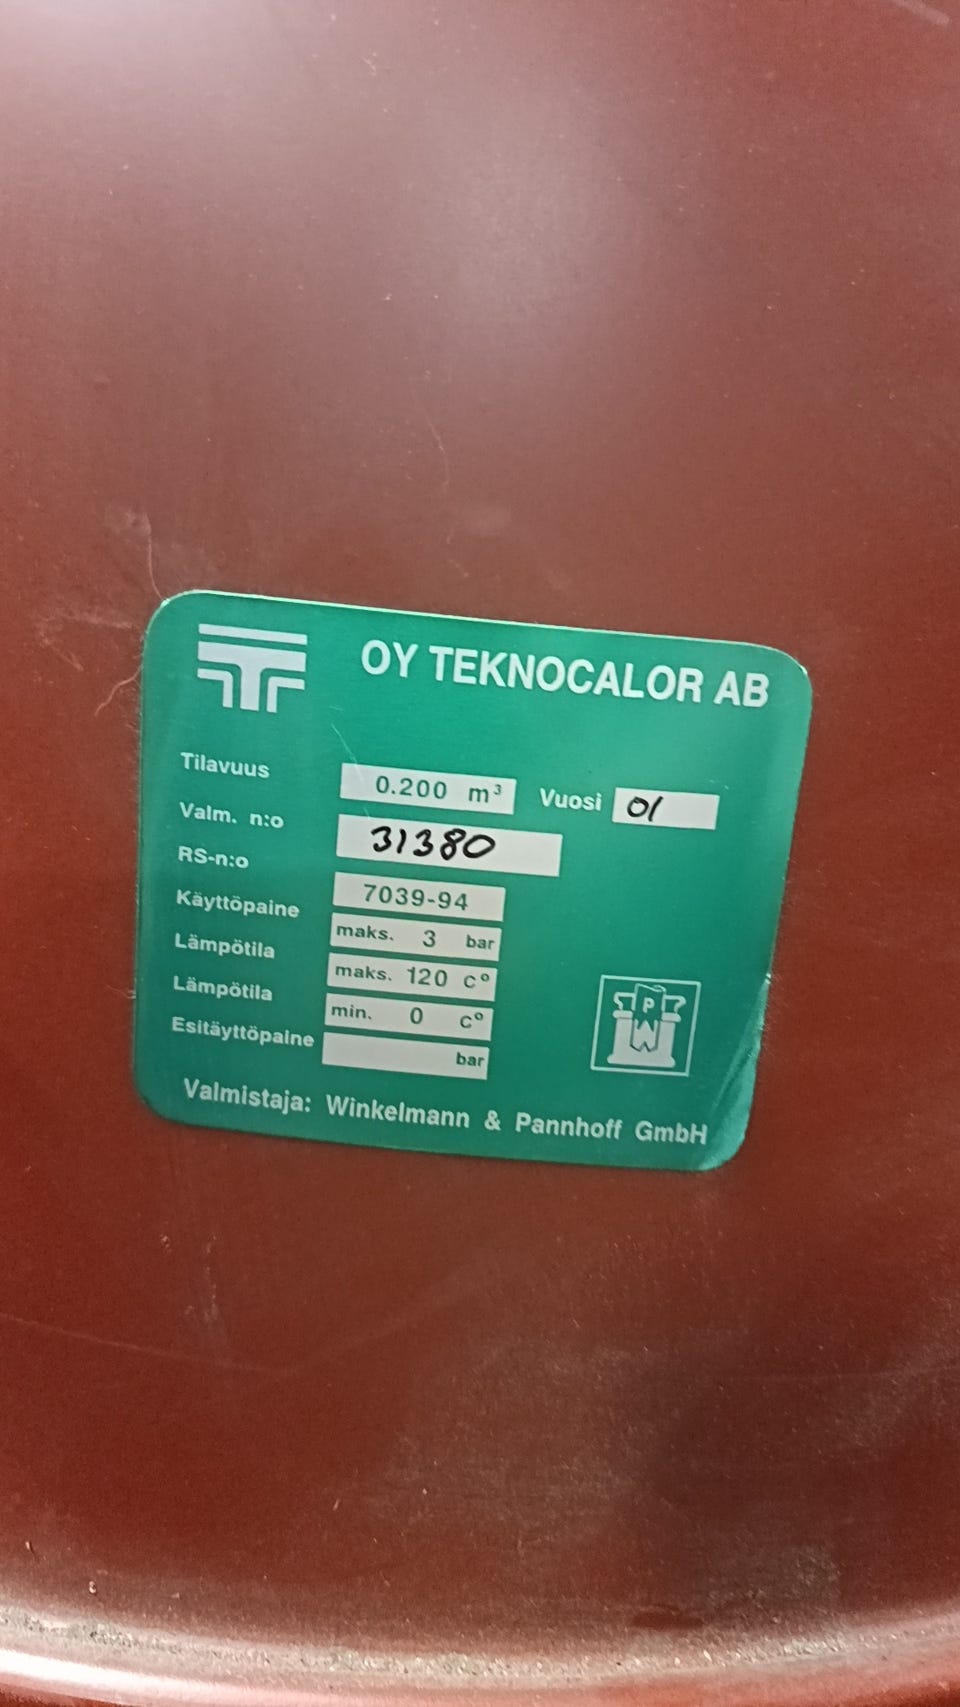 OY TEKNOCALOR AB
Tilavuus 0.200 m³ Vuosi 01
Valm. n:o 31380
RS-n:o 7039-94
Käyttöpaine maks. 3 bar
Lämpötila maks. 120 c°
Lämpötila min. 0 c°
Esitäyttöpaine bar
P
W
Valmistaja: Winkelmann & Pannhoff GmbH